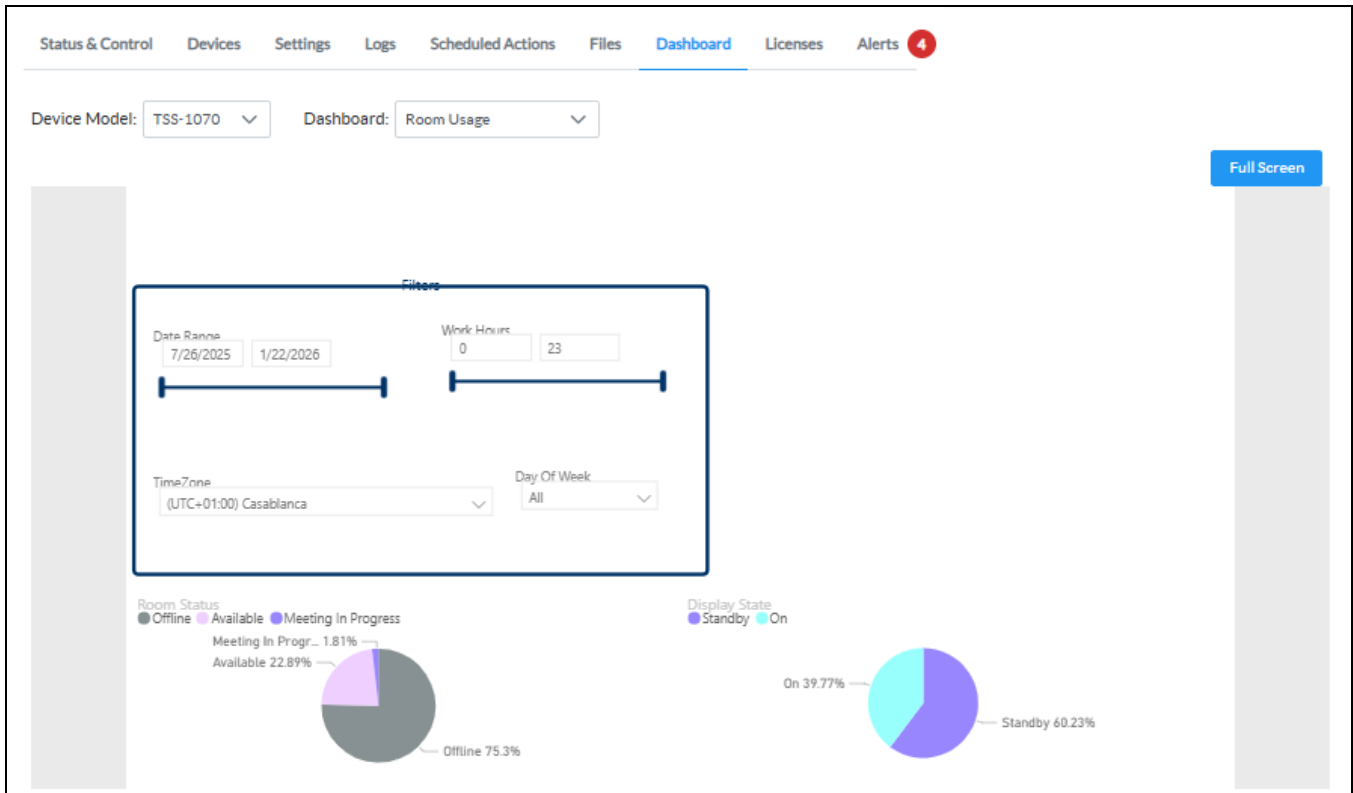 Status & Control Devices Settings Logs Scheduled Actions Files Dashboard Licenses Alerts 4
Device Model: TSS-1070 Dashboard: Room Usage
Full Screen
Filters
Date Range
7/26/2025 1/22/2026
Work Hours
0 23
TimeZone
(UTC+01:00) Casablanca
Day Of Week
All
Room Status
Offline Available Meeting In Progress
Meeting In Progr... 1.81%
Available 22.89%
Offline 75.3%
Display State
Standby On
On 39.77%
Standby 60.23%